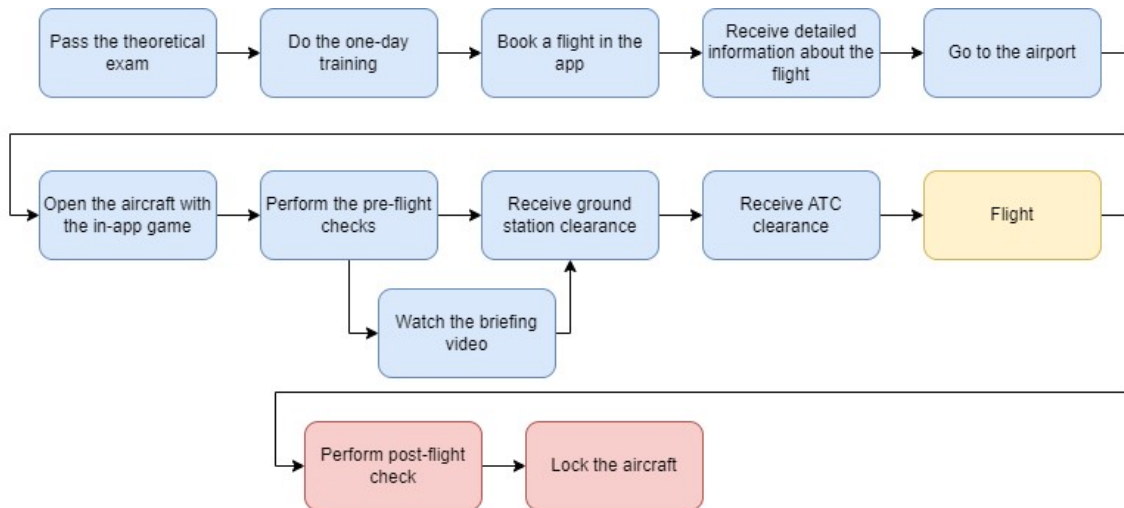 Pass the theoretical
exam
Do the one-day
training
Book a flight in the
app
Receive detailed
information about the
flight
Go to the airport
Open the aircraft with
the in-app game
Perform the pre-flight
checks
Receive ground
station clearance
Receive ATC
clearance
Flight
Watch the briefing
video
Perform post-flight
check
Lock the aircraft